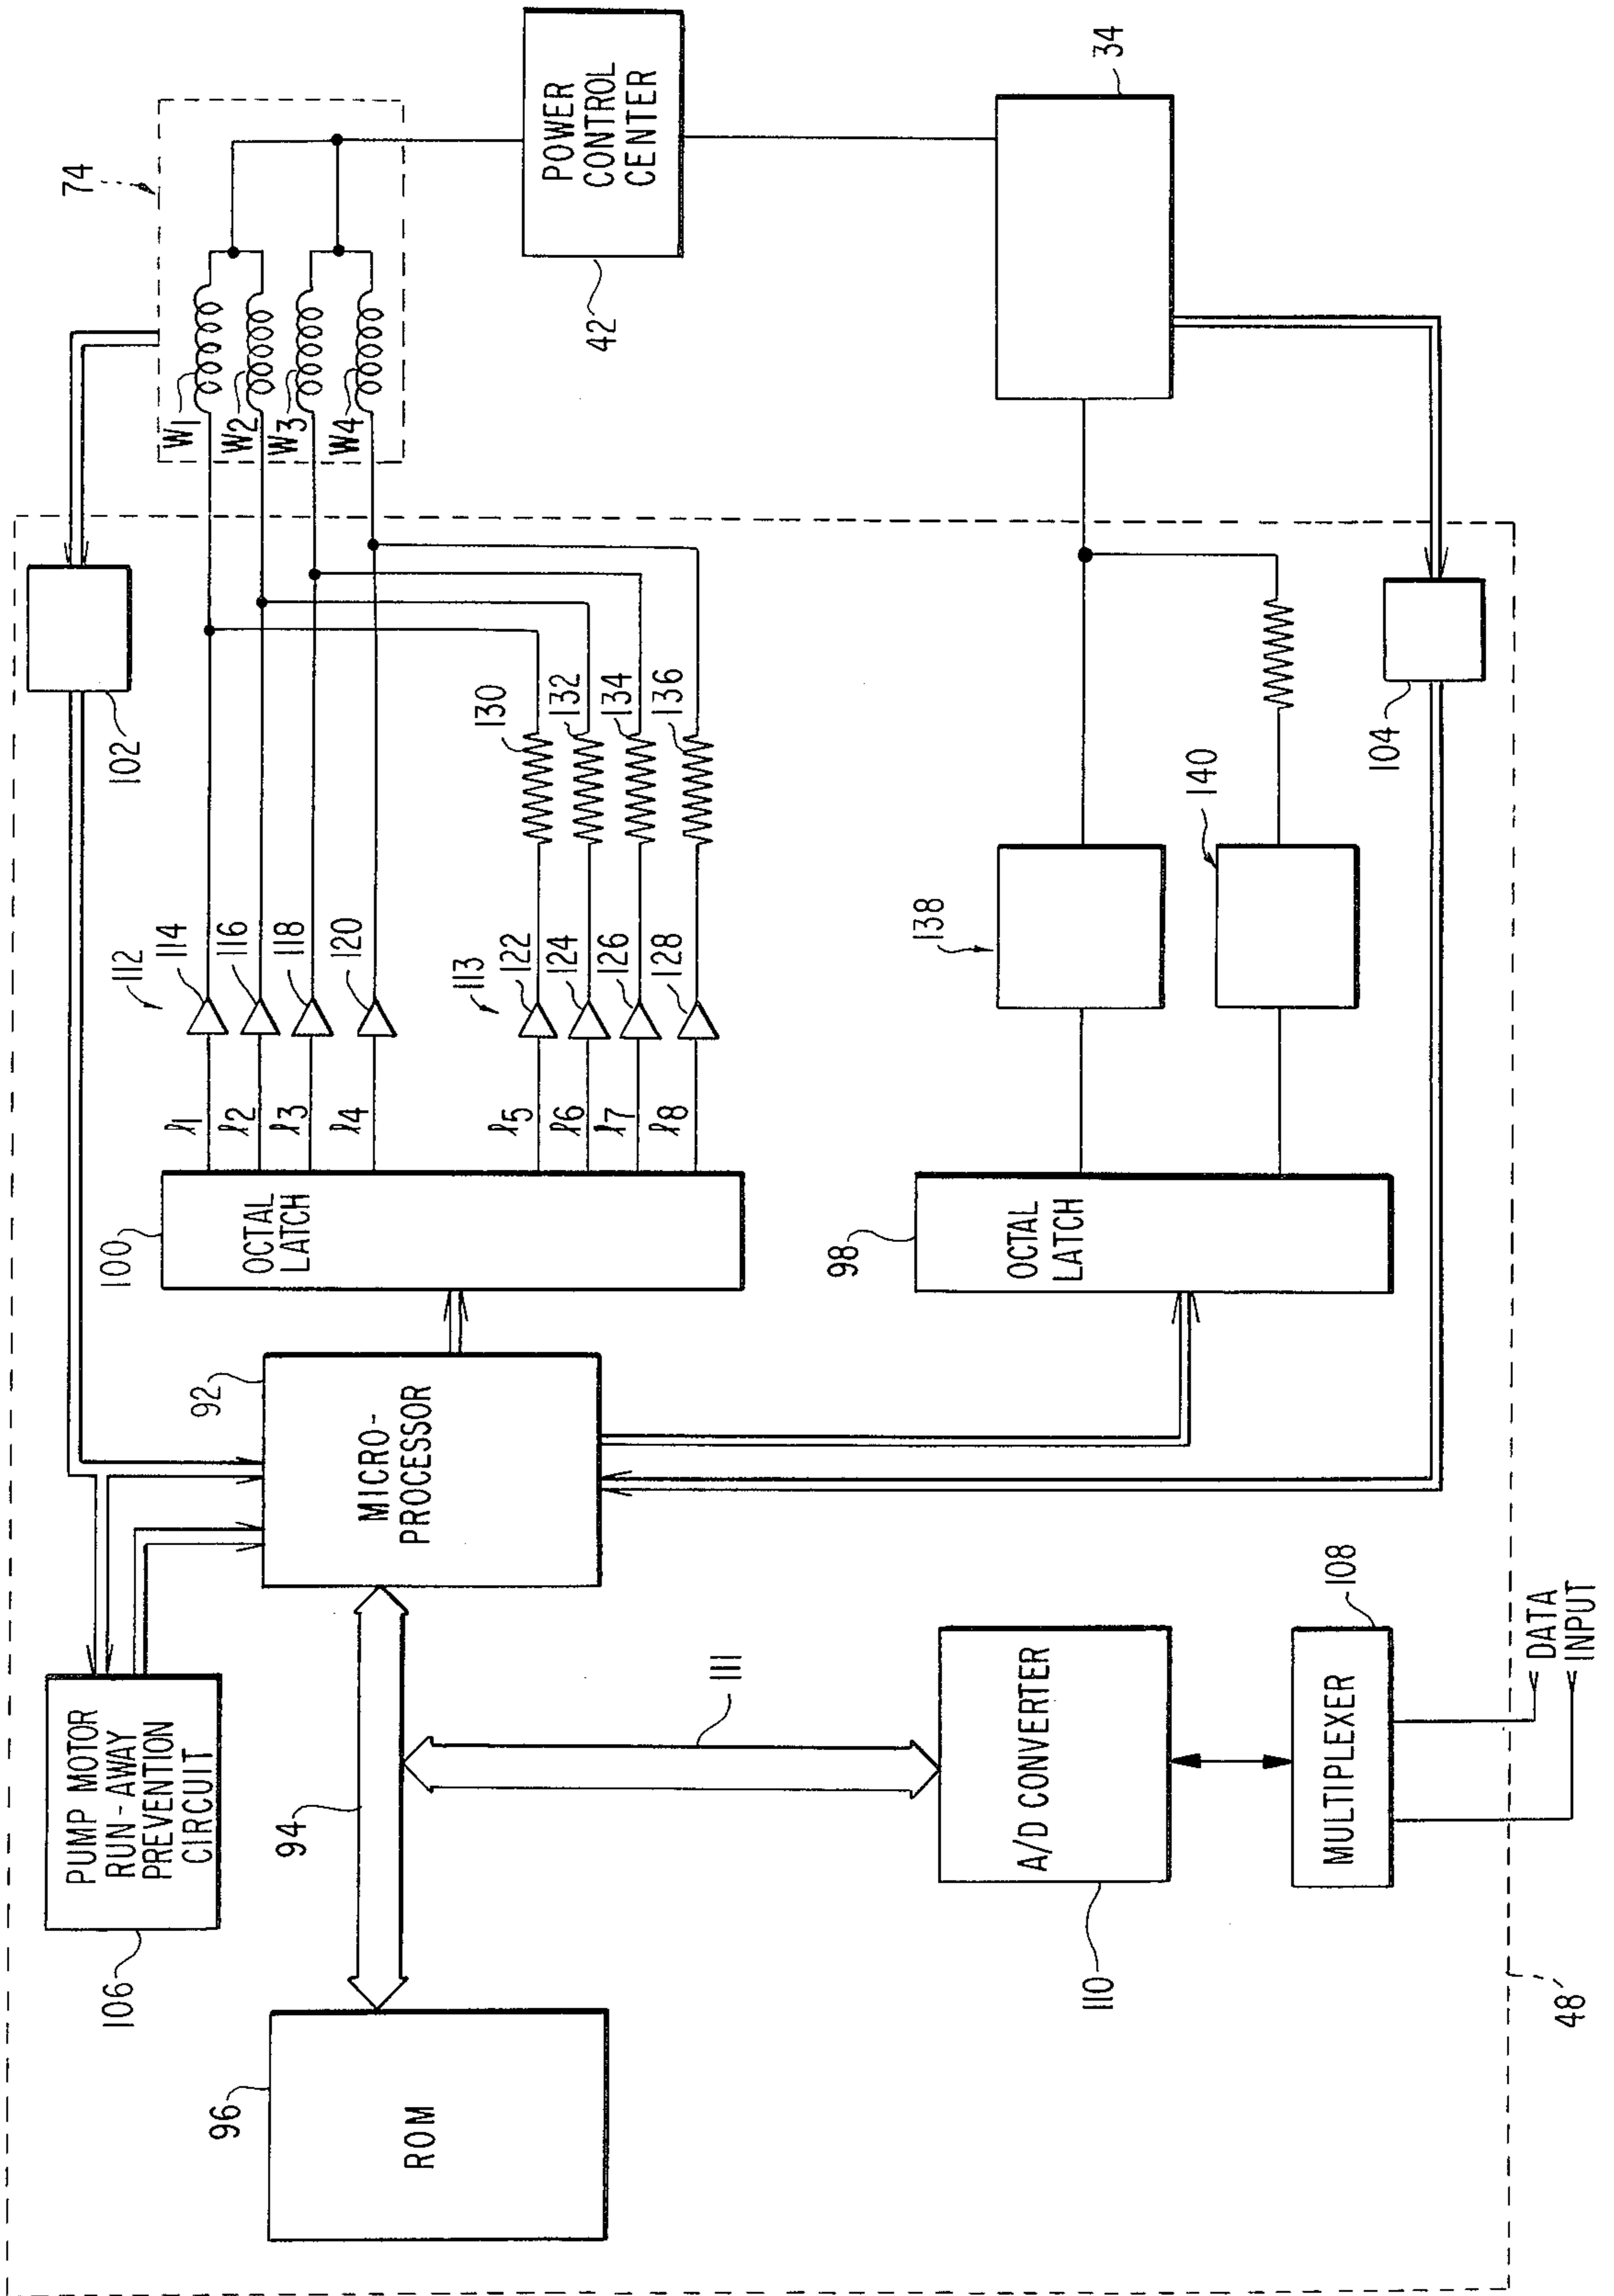 74
W1
W2
W3
W4
POWER
CONTROL
CENTER
42
34
102
112
114
116
118
120
113
122
124
126
128
130
132
134
136
138
140
104
ℓ1
ℓ2
ℓ3
ℓ4
ℓ5
ℓ6
ℓ7
ℓ8
100
OCTAL
LATCH
98
OCTAL
LATCH
92
MICRO-
PROCESSOR
PUMP MOTOR
RUN-AWAY
PREVENTION
CIRCUIT
106
94
111
96
ROM
A/D CONVERTER
110
MULTIPLEXER
108
DATA
INPUT
48